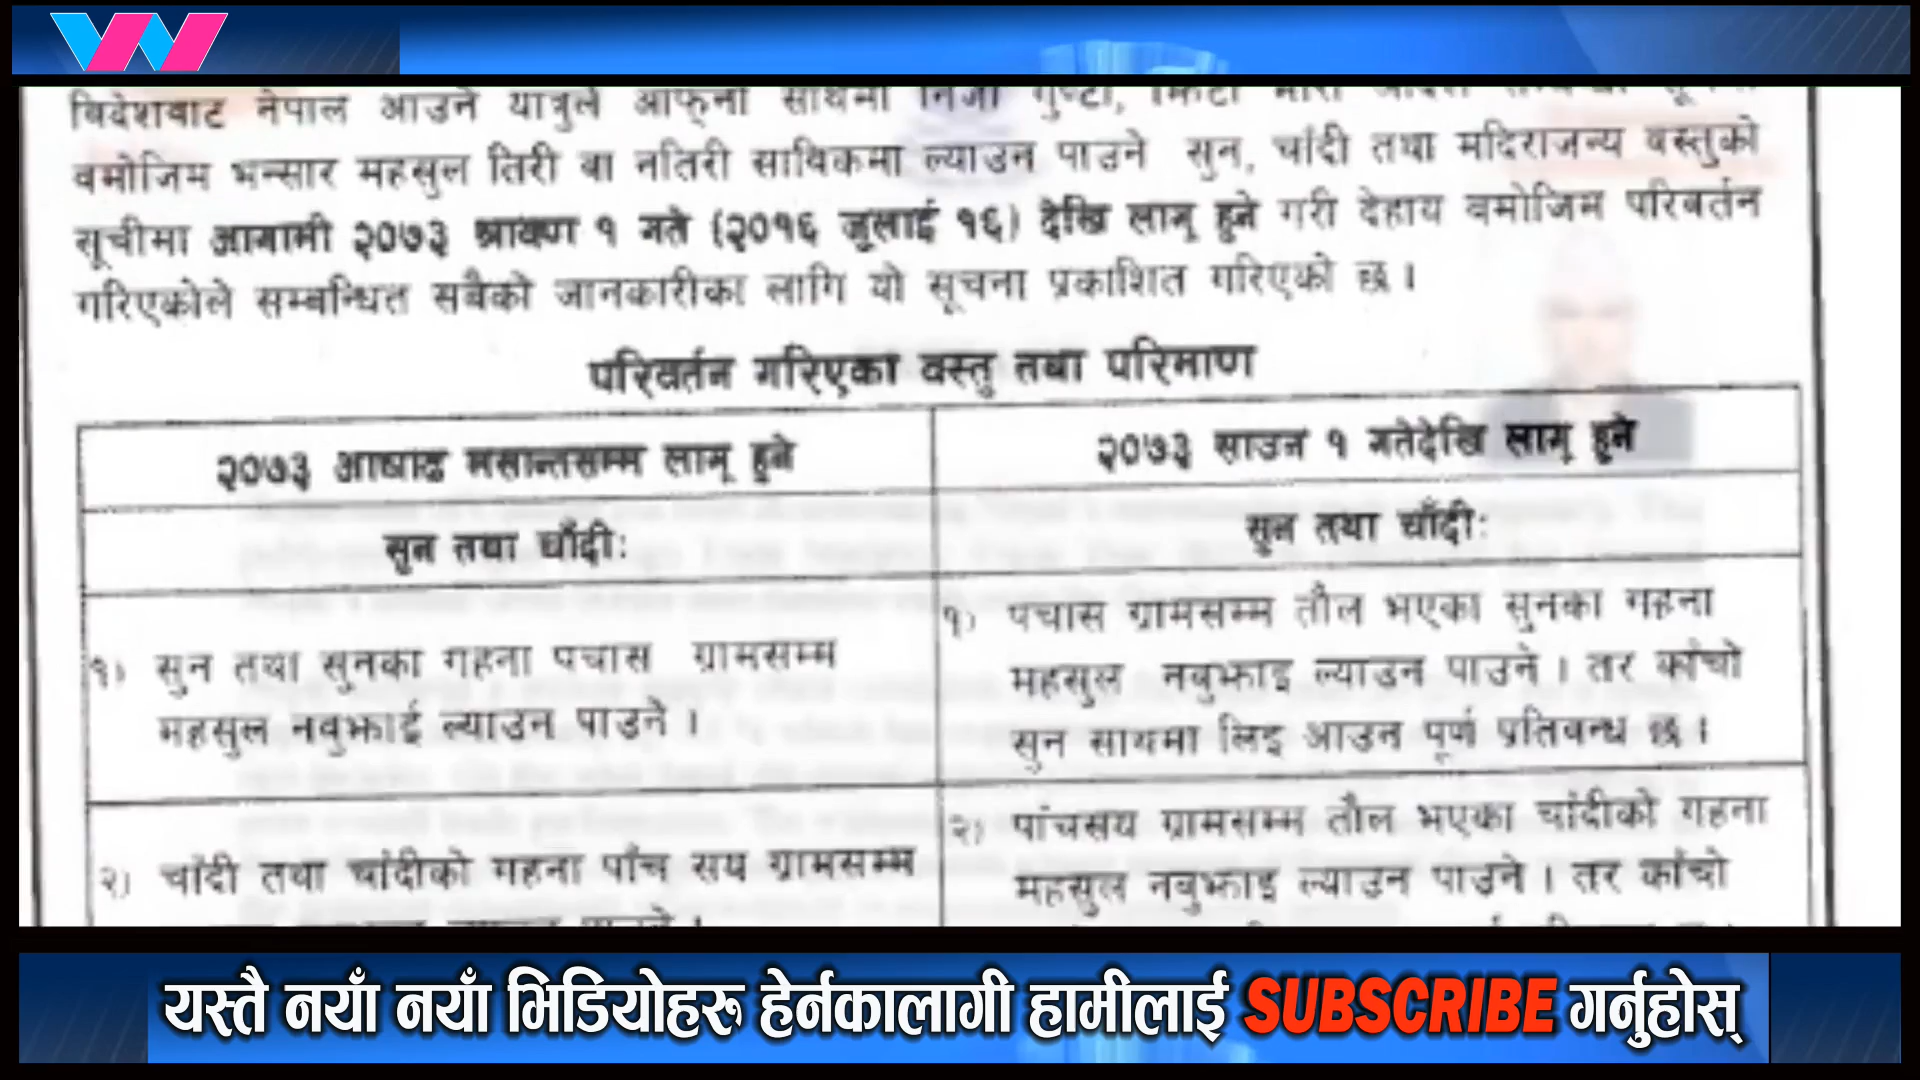 विदेशबाट नेपाल आउने यात्रुले आफ्नो साथमा निजी गुण्टा, झिटी
बमोजिम भन्सार महसुल तिरी वा नतिरी साविकमा ल्याउन पाउने सुन, चाँदी तथा मदिराजन्य वस्तुको
सूचीमा आगामी २०७३ श्रावण १ गते (२०१६ जुलाई १६) देखि लागू हुने गरी देहाय बमोजिम परिवर्तन
गरिएकोले सम्बन्धित सबैको जानकारीका लागि यो सूचना प्रकाशित गरिएको छ ।
परिवर्तन गरिएका वस्तु तथा परिमाण
२०७३ आषाढ मसान्तसम्म लागू हुने
२०७३ साउन १ गतेदेखि लागू हुने
सुन तथा चाँदीः
सुन तथा चाँदीः
१) सुन तथा सुनका गहना पचास ग्रामसम्म
महसुल नबुझाई ल्याउन पाउने ।
१) पचास ग्रामसम्म तौल भएका सुनका गहना
महसुल नबुझाइ ल्याउन पाउने । तर काँचो
सुन साथमा लिइ आउन पूर्ण प्रतिबन्ध छ ।
२) चाँदी तथा चाँदीको गहना पाँच सय ग्रामसम्म
ल्याउन पाउने ।
२) पांचसय ग्रामसम्म तौल भएका चांदीको गहना
महसुल नबुझाइ ल्याउन पाउने । तर काँचो
यस्तै नयाँ नयाँ भिडियोहरू हेर्नकालागी हामीलाई SUBSCRIBE गर्नुहोस्